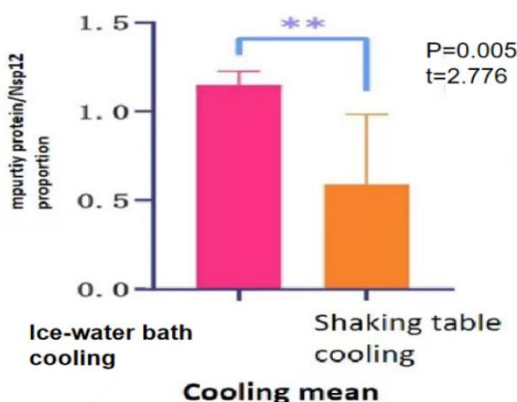 1.5
1.0
0.5
0.0
mpurtiy protein/Nsp12
proportion
**
P=0.005
t=2.776
Ice-water bath
cooling
Shaking table
cooling
Cooling mean